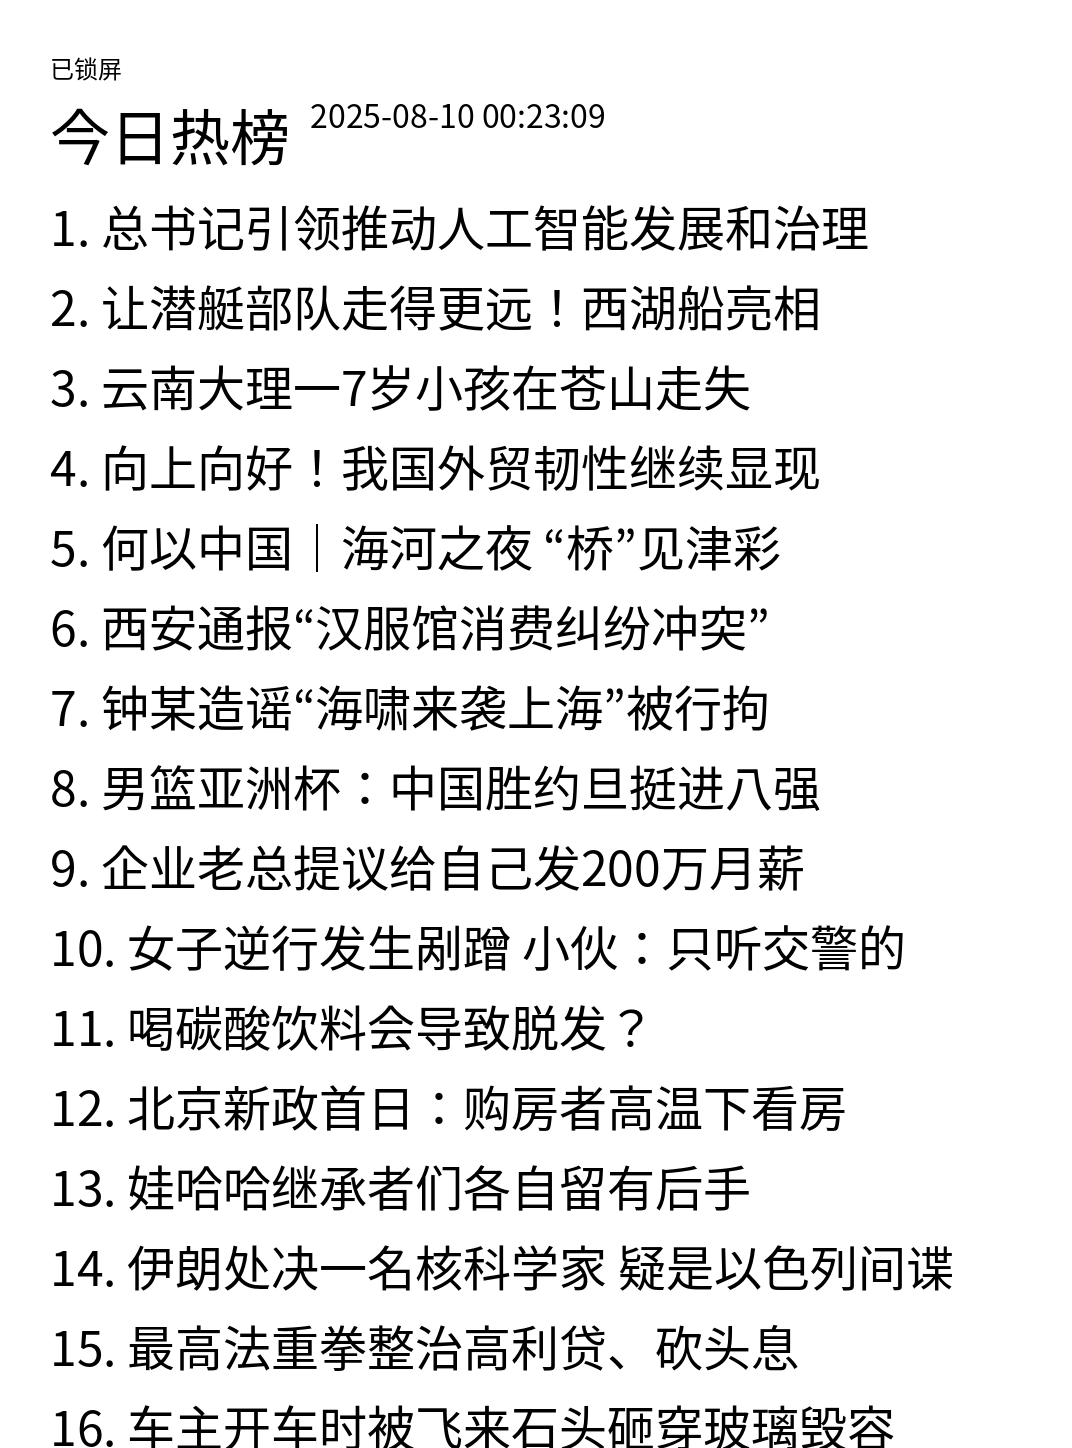 已锁屏
今日热榜 2025-08-10 00:23:09
1. 总书记引领推动人工智能发展和治理
2. 让潜艇部队走得更远！西湖船亮相
3. 云南大理一7岁小孩在苍山走失
4. 向上向好！我国外贸韧性继续显现
5. 何以中国｜海河之夜 “桥”见津彩
6. 西安通报“汉服馆消费纠纷冲突”
7. 钟某造谣“海啸来袭上海”被行拘
8. 男篮亚洲杯：中国胜约旦挺进八强
9. 企业老总提议给自己发200万月薪
10. 女子逆行发生剐蹭 小伙：只听交警的
11. 喝碳酸饮料会导致脱发？
12. 北京新政首日：购房者高温下看房
13. 娃哈哈继承者们各自留有后手
14. 伊朗处决一名核科学家 疑是以色列间谍
15. 最高法重拳整治高利贷、砍头息
16. 车主开车时被飞来石头砸穿玻璃毁容